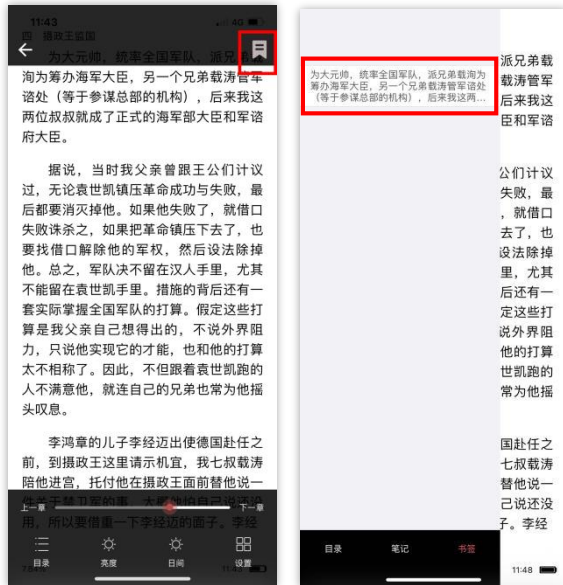 11:43
40
四 摄政王监国
为大元帅，统率全国军队，派兄弟载
洵为筹办海军大臣，另一个兄弟载涛管军
谘处（等于参谋总部的机构），后来我这
两位叔叔就成了正式的海军部大臣和军谘
府大臣。
据说，当时我父亲曾跟王公们计议
过，无论袁世凯镇压革命成功与失败，最
后都要消灭掉他。如果他失败了，就借口
失败诛杀之，如果把革命镇压下去了，也
要找借口解除他的军权，然后设法除掉
他。总之，军队决不留在汉人手里，尤其
不能留在袁世凯手里。措施的背后还有一
套实际掌握全国军队的打算。假定这些打
算是我父亲自己想得出的，不说外界阻
力，只说他实现它的才能，也和他的打算
太不相称了。因此，不但跟着袁世凯跑的
人不满意他，就连自己的兄弟也常为他摇
头叹息。
李鸿章的儿子李经迈出使德国赴任之
前，到摄政王这里请示机宜，我七叔载涛
陪他进宫，托付他在摄政王面前替他说一
件关于禁卫军的事，大概他怕自己说还没
用，所以要借重一下李经迈的面子。李经
上一章
下一章
目录
亮度
日间
设置
为大元帅，统率全国军队，派兄弟载洵为
筹办海军大臣，另一个兄弟载涛管军谘处
（等于参谋总部的机构），后来我这两...
派兄弟载
载涛管军
后来我这
臣和军谘
公们计议
失败，最
，就借口
去了，也
设法除掉
里，尤其
后还有一
定这些打
说外界阻
他的打算
世凯跑的
常为他摇
国赴任之
七叔载涛
替他说一
己说还没
子。李经
目录
笔记
书签
11:48